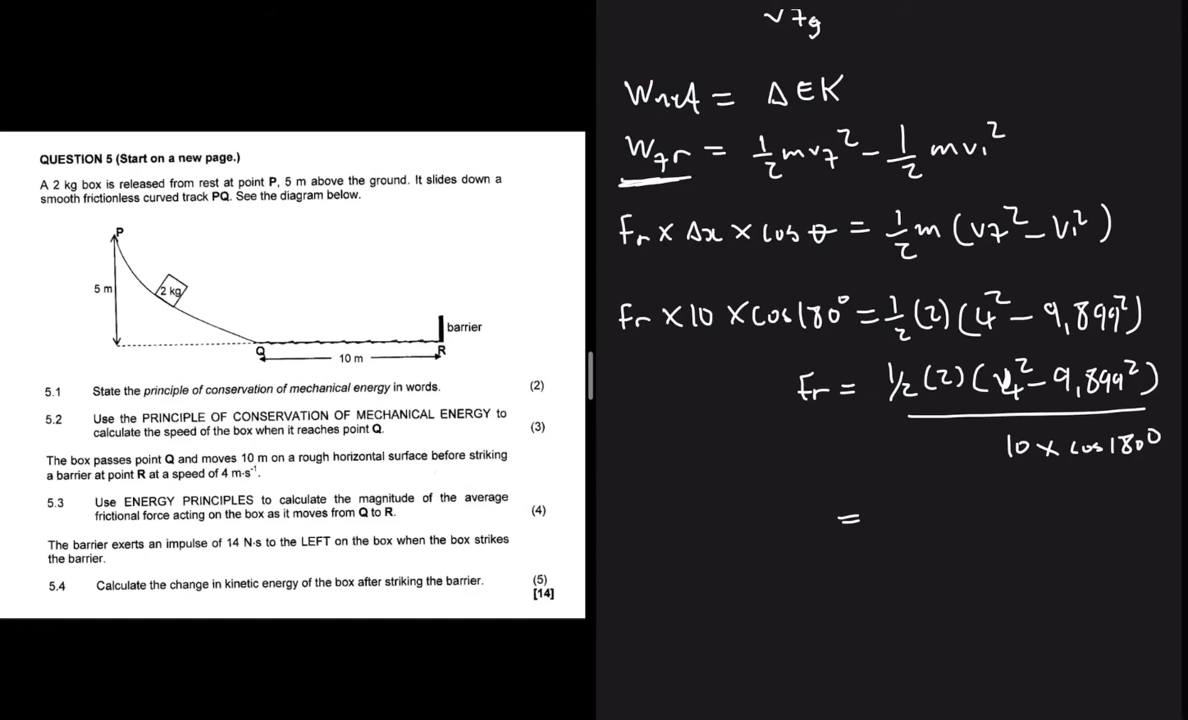 QUESTION 5 (Start on a new page.)
A 2 kg box is released from rest at point P, 5 m above the ground. It slides down a
smooth frictionless curved track PQ. See the diagram below.
P
5 m
2 kg
barrier
Q
R
10 m
5.1 State the principle of conservation of mechanical energy in words. (2)
5.2 Use the PRINCIPLE OF CONSERVATION OF MECHANICAL ENERGY to
calculate the speed of the box when it reaches point Q. (3)
The box passes point Q and moves 10 m on a rough horizontal surface before striking
a barrier at point R at a speed of 4 m·s⁻¹.
5.3 Use ENERGY PRINCIPLES to calculate the magnitude of the average
frictional force acting on the box as it moves from Q to R. (4)
The barrier exerts an impulse of 14 N·s to the LEFT on the box when the box strikes
the barrier.
5.4 Calculate the change in kinetic energy of the box after striking the barrier. (5)
[14]
Wnet = ΔEK
Wfr = 1/2 mvf² - 1/2 mvi²
Fr × Δx × cos θ = 1/2 m (vf² - vi²)
Fr × 10 × cos180° = 1/2 (2) (4² - 9,899²)
Fr = 1/2 (2) (4² - 9,899²)
10 × cos180°
=